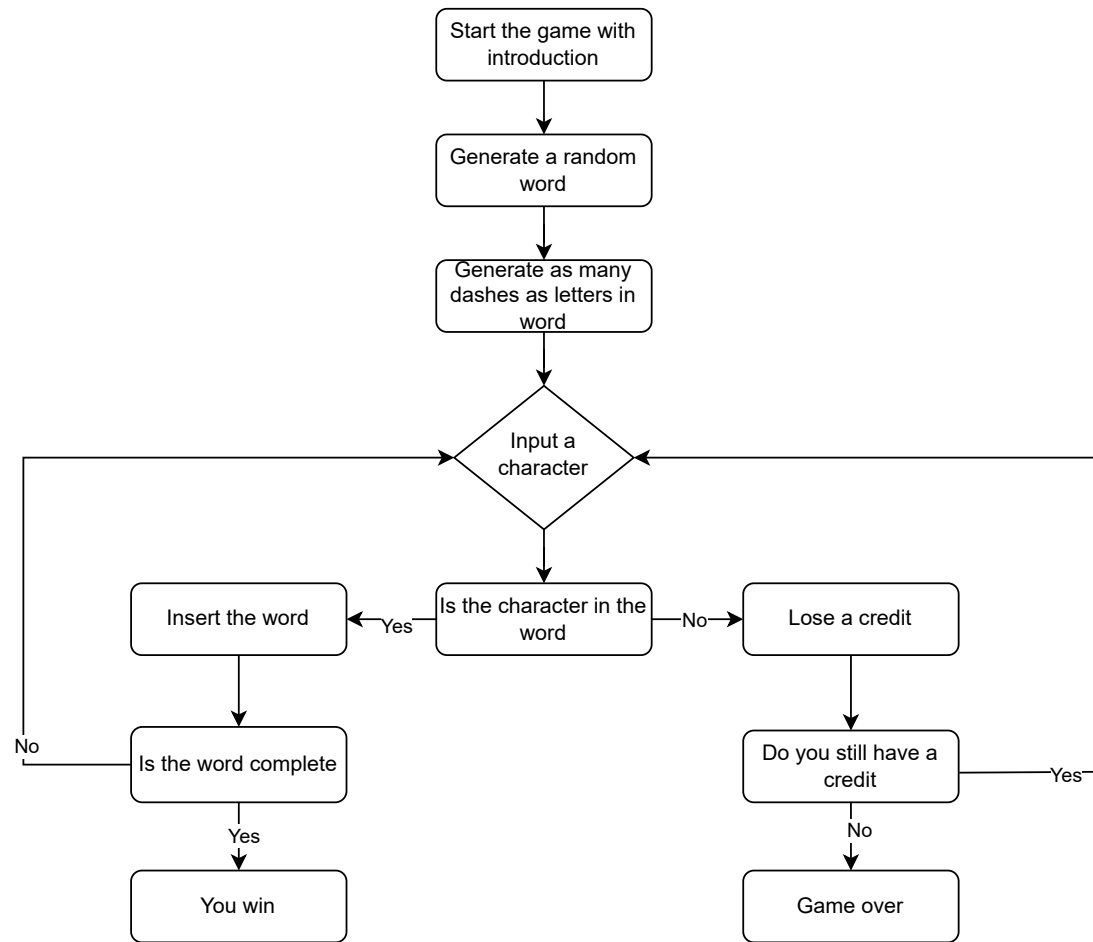 Start the game with
introduction
Generate a random
word
Generate as many
dashes as letters in
word
Input a
character
Insert the word
Yes
Is the character in the
word
No
Lose a credit
No
Is the word complete
Do you still have a
credit
Yes
Yes
No
You win
Game over